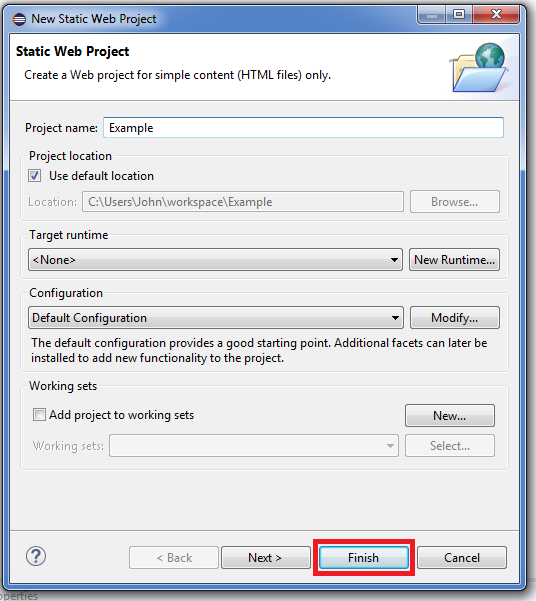 New Static Web Project
Static Web Project
Create a Web project for simple content (HTML files) only.
Project name: Example
Project location
Use default location
Location: C:\Users\John\workspace\Example Browse...
Target runtime
<None> New Runtime...
Configuration
Default Configuration Modify...
The default configuration provides a good starting point. Additional facets can later be
installed to add new functionality to the project.
Working sets
Add project to working sets New...
Working sets: Select...
? < Back Next > Finish Cancel
operties